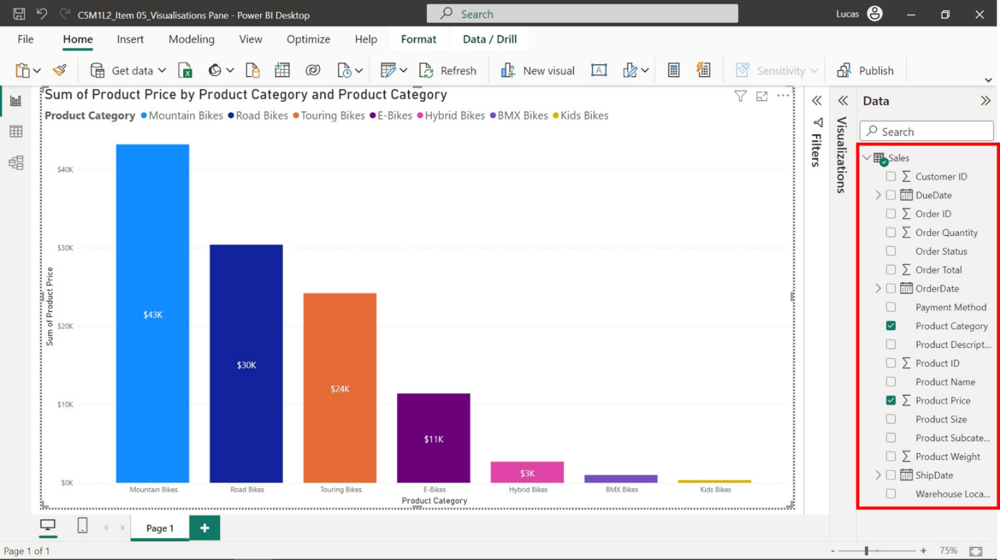 C5M1L2_Item 05_Visualisations Pane - Power BI Desktop
Search
Lucas
File Home Insert Modeling View Optimize Help Format Data / Drill
Get data Refresh New visual Sensitivity Publish
Sum of Product Price by Product Category and Product Category
Product Category Mountain Bikes Road Bikes Touring Bikes E-Bikes Hybrid Bikes BMX Bikes Kids Bikes
Sum of Product Price
$40K
$30K
$20K
$10K
$0K
$43K
$30K
$24K
$11K
$3K
Mountain Bikes Road Bikes Touring Bikes E-Bikes Hybrid Bikes BMX Bikes Kids Bikes
Product Category
Filters
Visualizations
Data
Search
Sales
Customer ID
DueDate
Order ID
Order Quantity
Order Status
Order Total
OrderDate
Payment Method
Product Category
Product Descript...
Product ID
Product Name
Product Price
Product Size
Product Subcate...
Product Weight
ShipDate
Warehouse Loca...
Page 1
Page 1 of 1
75%